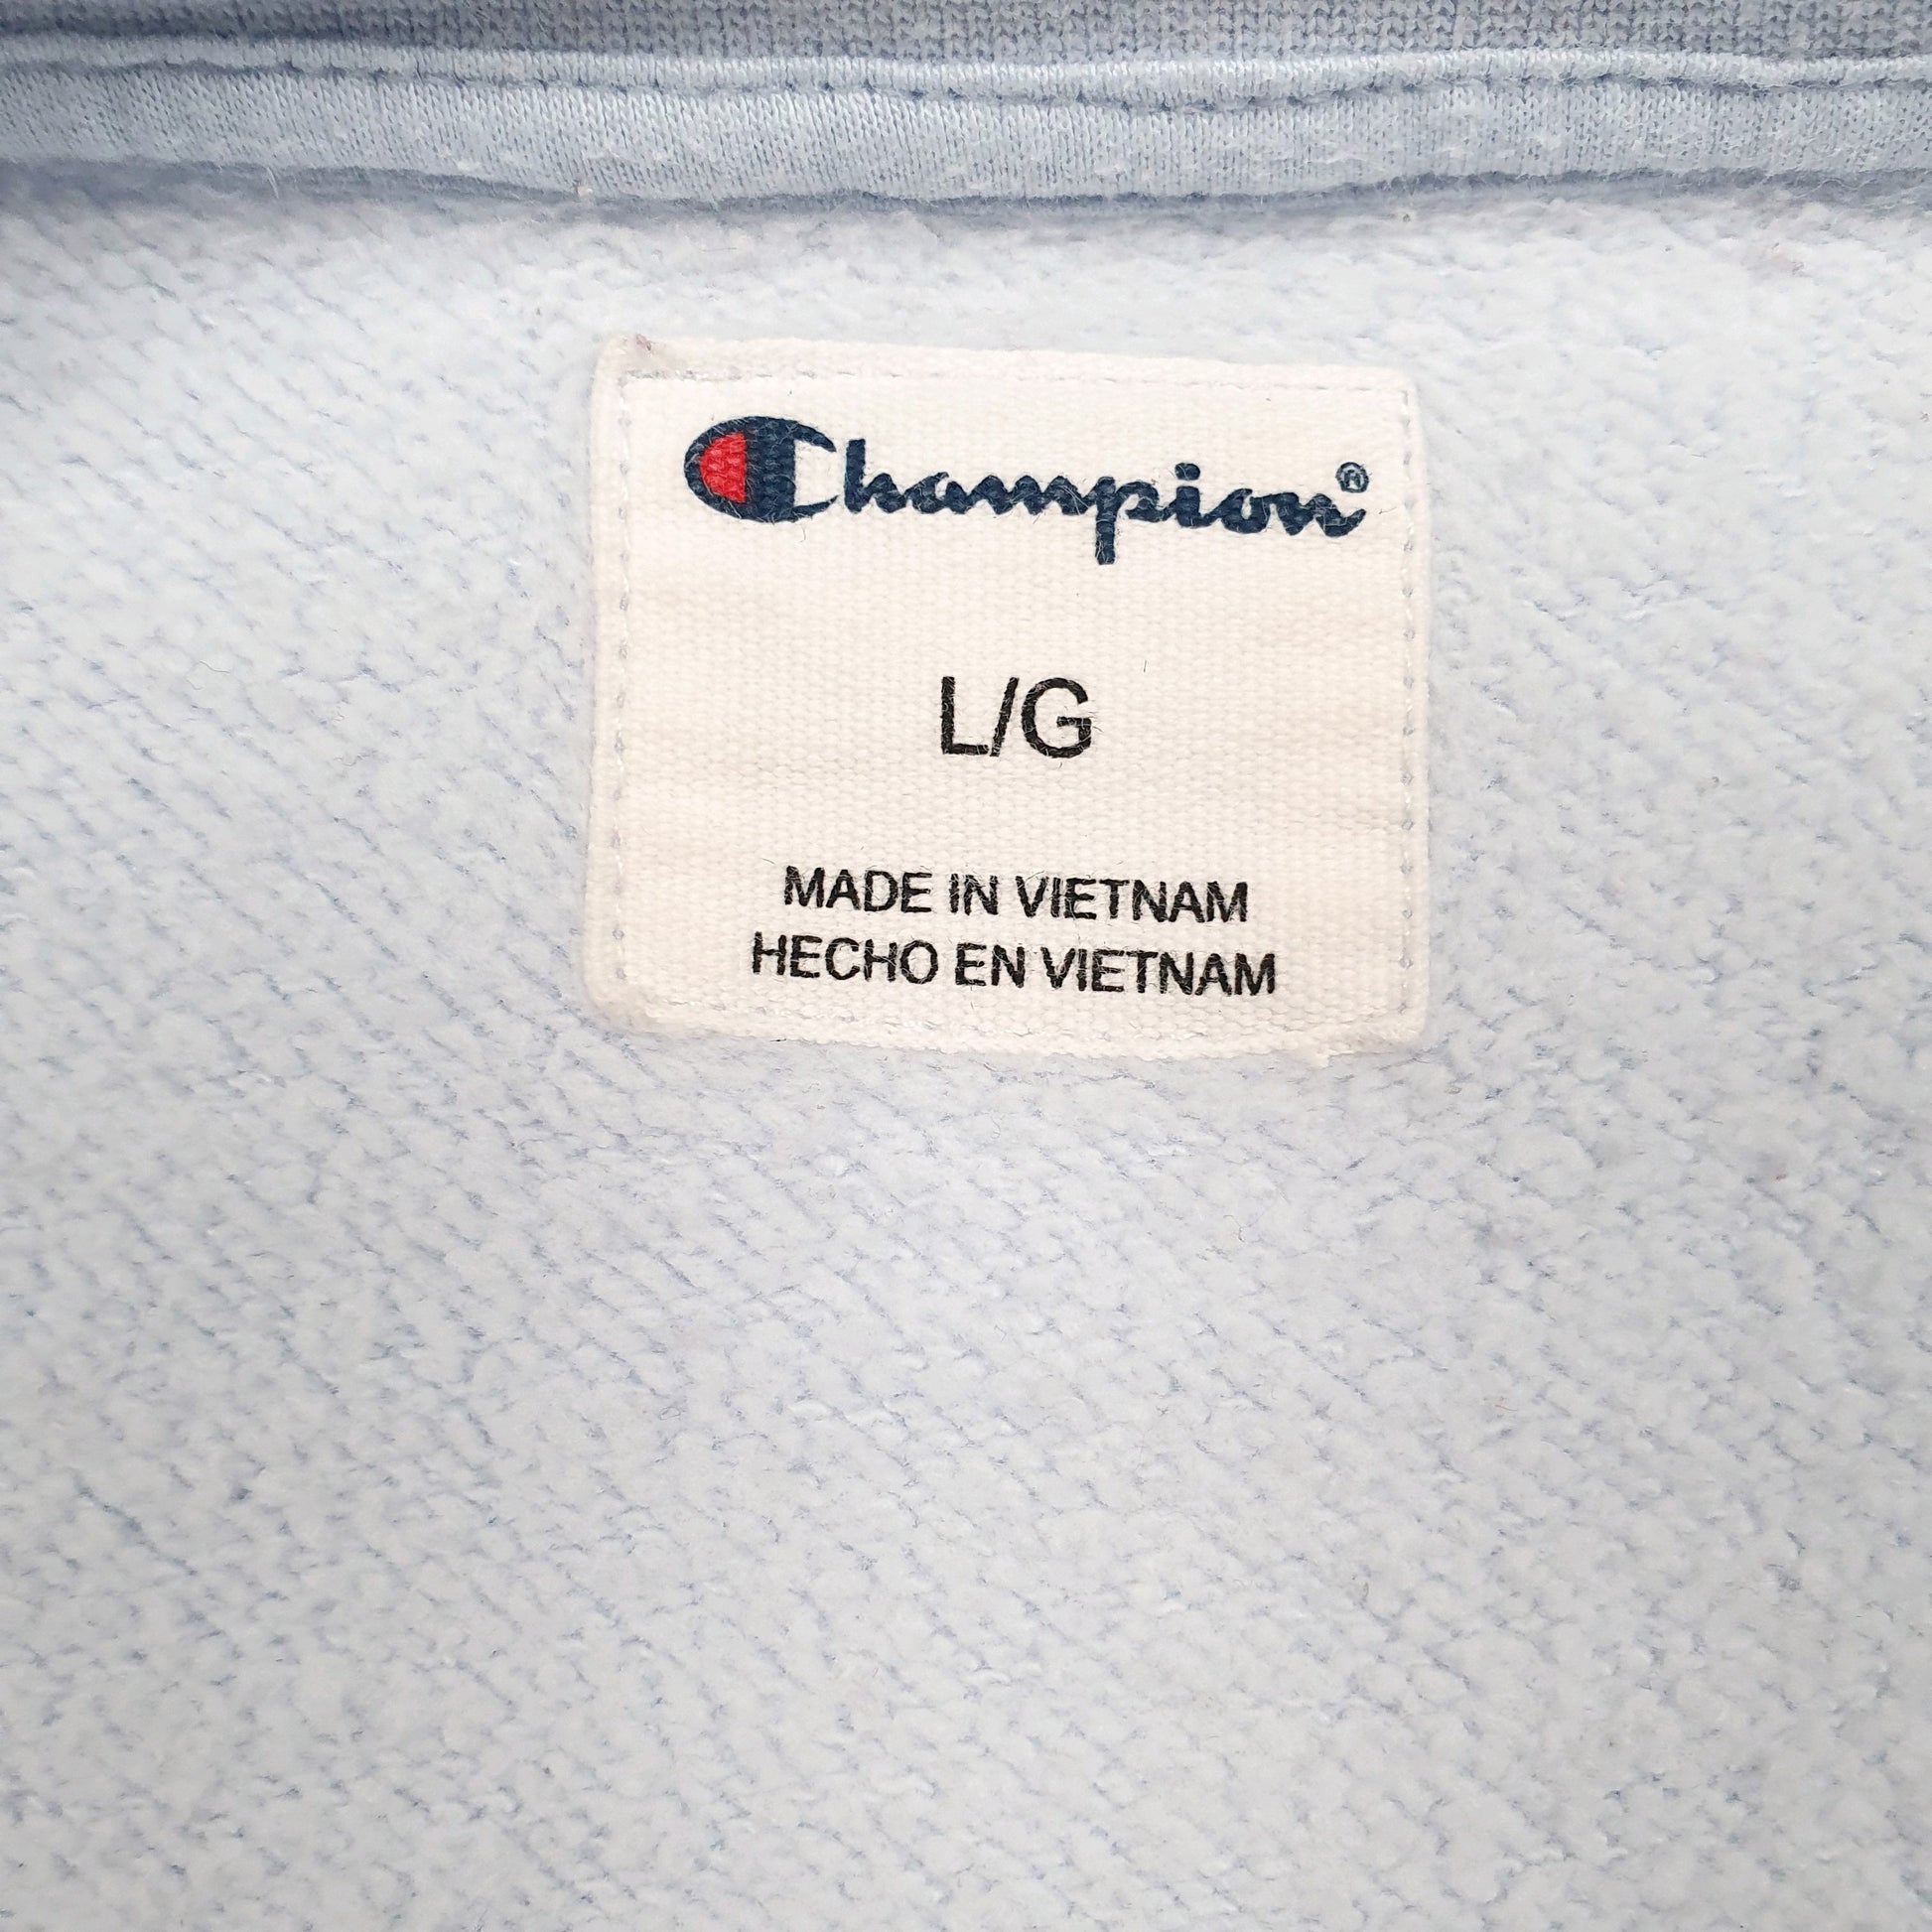 Champion®
L/G
MADE IN VIETNAM
HECHO EN VIETNAM